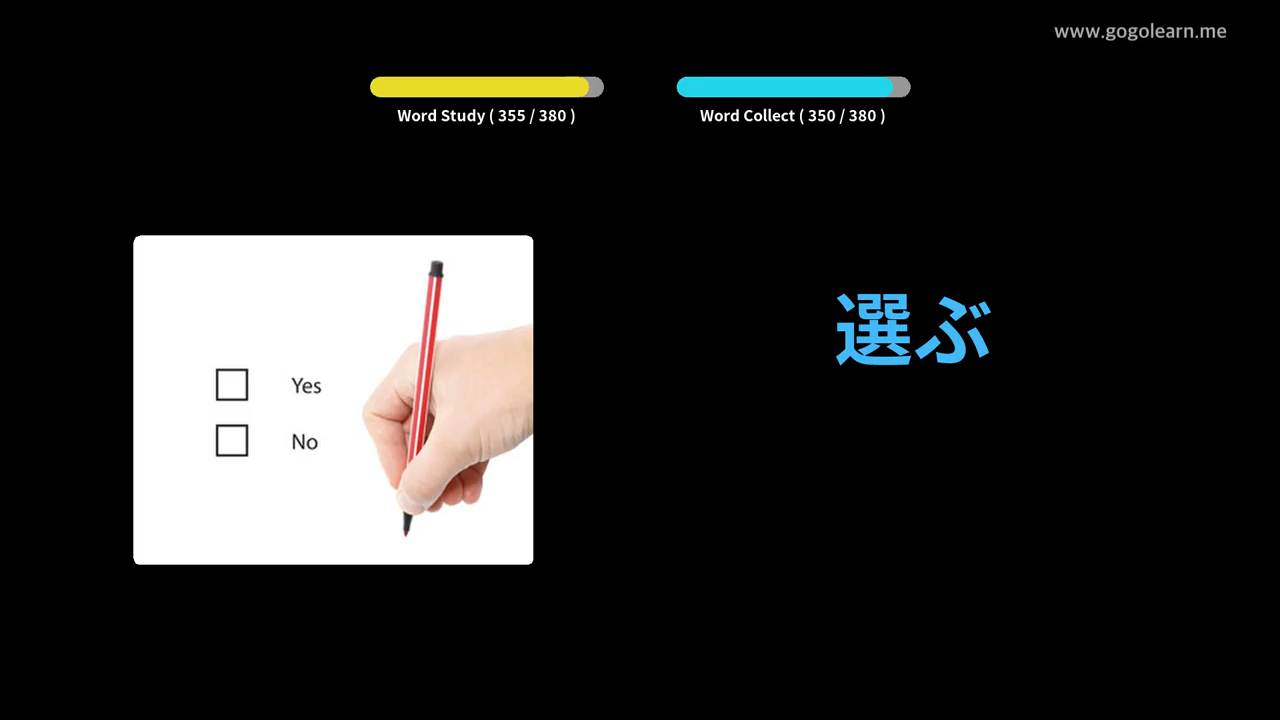 www.gogolearn.me
Word Study ( 355 / 380 )
Word Collect ( 350 / 380 )
Yes
No
選ぶ